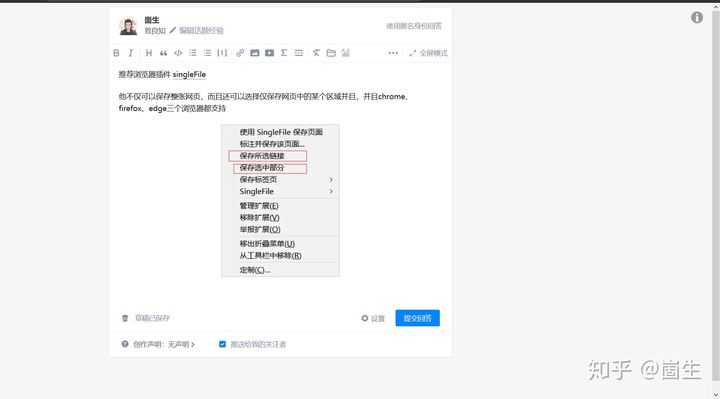 崮生
致良知 编辑话题经验
使用匿名身份回答
B I H </> Σ 全屏模式
推荐浏览器插件 singleFile
他不仅可以保存整张网页，而且还可以选择仅保存网页中的某个区域并且，并且chrome、
firefox、edge三个浏览器都支持
使用 SingleFile 保存页面
标注并保存该页面...
保存所选链接
保存选中部分
保存标签页
SingleFile
管理扩展(E)
移除扩展(V)
举报扩展(O)
移出折叠菜单(U)
从工具栏中移除(R)
定制(C)...
草稿已保存 设置 提交回答
创作声明：无声明 推送给我的关注者
知乎 @崮生